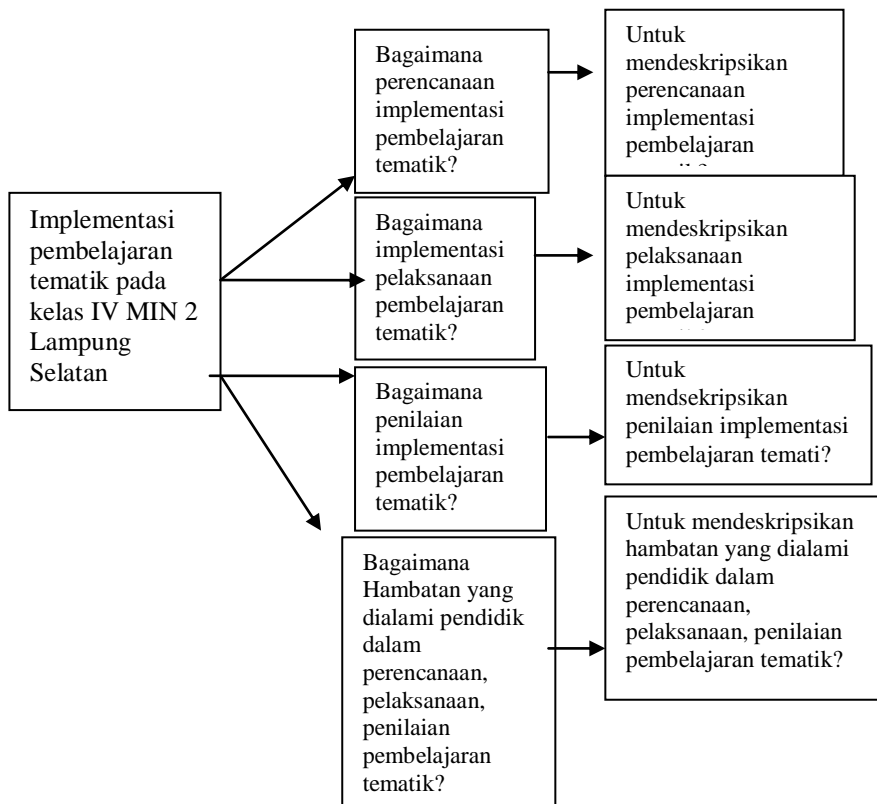 Implementasi
pembelajaran
tematik pada
kelas IV MIN 2
Lampung
Selatan
Bagaimana
perencanaan
implementasi
pembelajaran
tematik?
Untuk
mendeskripsikan
perencanaan
implementasi
pembelajaran
Bagaimana
implementasi
pelaksanaan
pembelajaran
tematik?
Untuk
mendeskripsikan
pelaksanaan
implementasi
pembelajaran
Bagaimana
penilaian
implementasi
pembelajaran
tematik?
Untuk
mendsekripsikan
penilaian implementasi
pembelajaran temati?
Bagaimana
Hambatan yang
dialami pendidik
dalam
perencanaan,
pelaksanaan,
penilaian
pembelajaran
tematik?
Untuk mendeskripsikan
hambatan yang dialami
pendidik dalam
perencanaan,
pelaksanaan, penilaian
pembelajaran tematik?